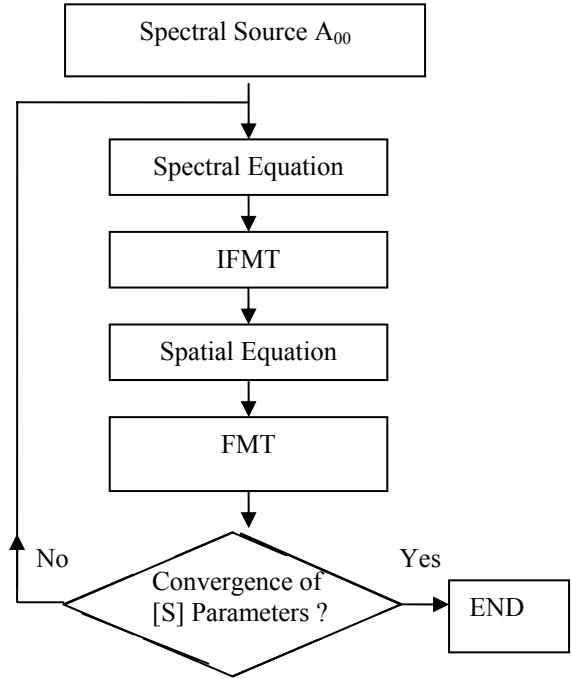 Spectral Source A₀₀
Spectral Equation
IFMT
Spatial Equation
FMT
No
Yes
Convergence of
[S] Parameters ?
END